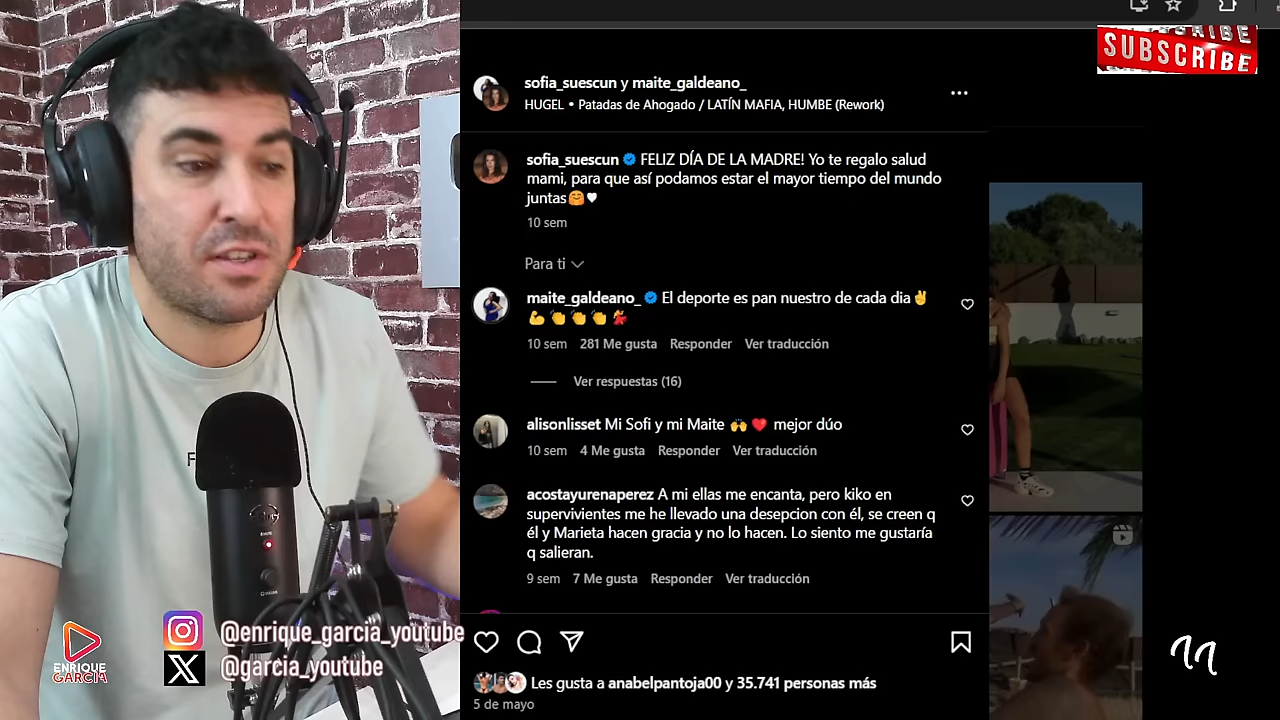 SUBSCRIBE
SUBSCRIBE
sofia_suescun y maite_galdeano_
HUGEL • Patadas de Ahogado / LATÍN MAFIA, HUMBE (Rework)
sofia_suescun FELIZ DÍA DE LA MADRE! Yo te regalo salud
mami, para que así podamos estar el mayor tiempo del mundo
juntas🤗🤍
10 sem
Para ti
maite_galdeano_ El deporte es pan nuestro de cada dia✌️
💪👏👏👏💃
10 sem 281 Me gusta Responder Ver traducción
Ver respuestas (16)
alisonlisset Mi Sofi y mi Maite 🙌❤️ mejor dúo
10 sem 4 Me gusta Responder Ver traducción
acostayurenaperez A mi ellas me encanta, pero kiko en
supervivientes me he llevado una desepcion con él, se creen q
él y Marieta hacen gracia y no lo hacen. Lo siento me gustaría
q salieran.
9 sem 7 Me gusta Responder Ver traducción
Les gusta a anabelpantoja00 y 35.741 personas más
5 de mayo
F
@enrique_garcia_youtube
@garcia_youtube
ENRIQUE
GARCIA